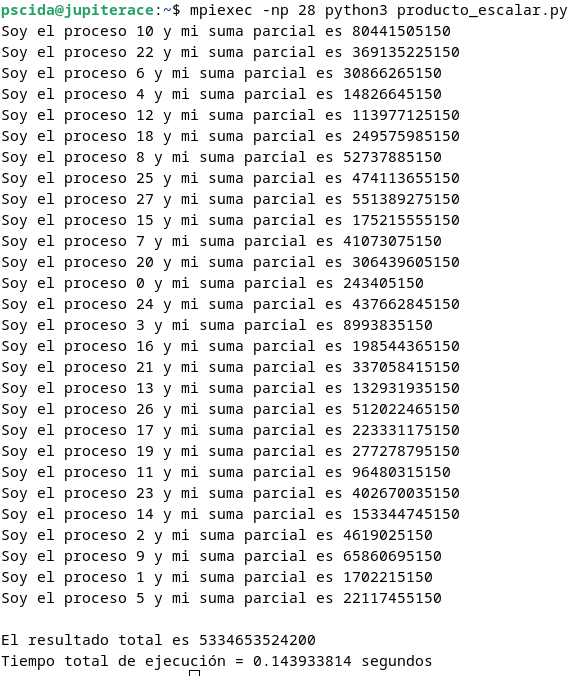 pscida@jupiterace:~$ mpiexec -np 28 python3 producto_escalar.py
Soy el proceso 10 y mi suma parcial es 80441505150
Soy el proceso 22 y mi suma parcial es 369135225150
Soy el proceso 6 y mi suma parcial es 30866265150
Soy el proceso 4 y mi suma parcial es 14826645150
Soy el proceso 12 y mi suma parcial es 113977125150
Soy el proceso 18 y mi suma parcial es 249575985150
Soy el proceso 8 y mi suma parcial es 52737885150
Soy el proceso 25 y mi suma parcial es 474113655150
Soy el proceso 27 y mi suma parcial es 551389275150
Soy el proceso 15 y mi suma parcial es 175215555150
Soy el proceso 7 y mi suma parcial es 41073075150
Soy el proceso 20 y mi suma parcial es 306439605150
Soy el proceso 0 y mi suma parcial es 243405150
Soy el proceso 24 y mi suma parcial es 437662845150
Soy el proceso 3 y mi suma parcial es 8993835150
Soy el proceso 16 y mi suma parcial es 198544365150
Soy el proceso 21 y mi suma parcial es 337058415150
Soy el proceso 13 y mi suma parcial es 132931935150
Soy el proceso 26 y mi suma parcial es 512022465150
Soy el proceso 17 y mi suma parcial es 223331175150
Soy el proceso 19 y mi suma parcial es 277278795150
Soy el proceso 11 y mi suma parcial es 96480315150
Soy el proceso 23 y mi suma parcial es 402670035150
Soy el proceso 14 y mi suma parcial es 153344745150
Soy el proceso 2 y mi suma parcial es 4619025150
Soy el proceso 9 y mi suma parcial es 65860695150
Soy el proceso 1 y mi suma parcial es 1702215150
Soy el proceso 5 y mi suma parcial es 22117455150
El resultado total es 5334653524200
Tiempo total de ejecución = 0.143933814 segundos